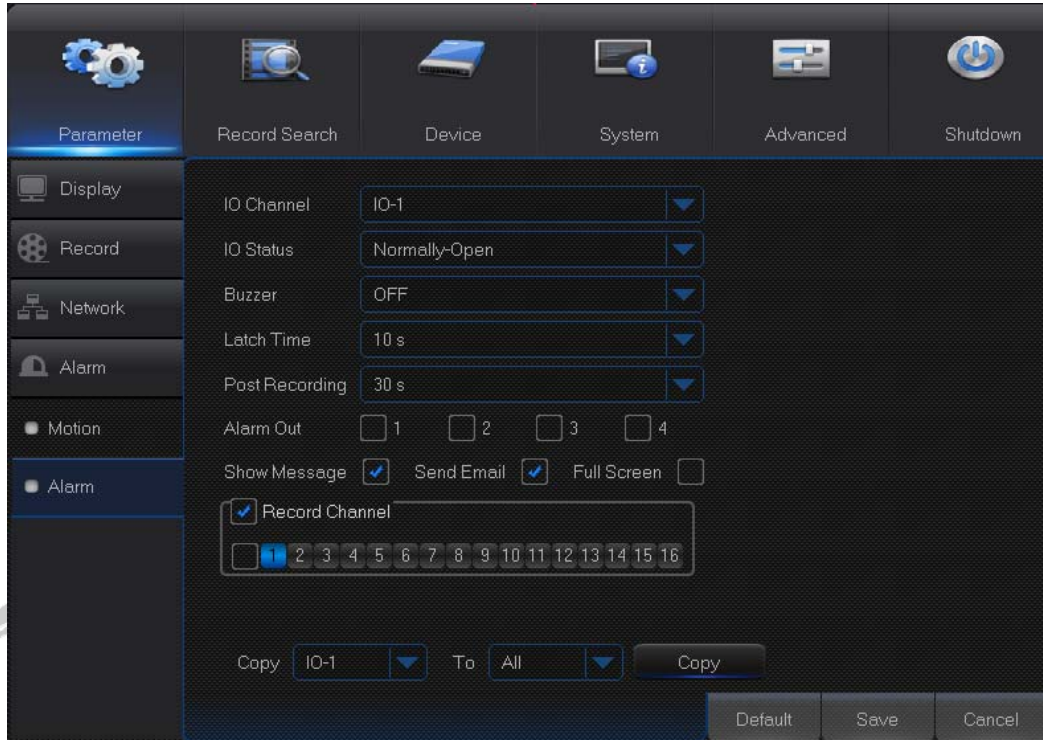 Parameter Record Search Device System Advanced Shutdown
Display
Record
Network
Alarm
Motion
Alarm
IO Channel IO-1
IO Status Normally-Open
Buzzer OFF
Latch Time 10 s
Post Recording 30 s
Alarm Out 1 2 3 4
Show Message Send Email Full Screen
Record Channel
1 2 3 4 5 6 7 8 9 10 11 12 13 14 15 16
Copy IO-1 To All Copy
Default Save Cancel